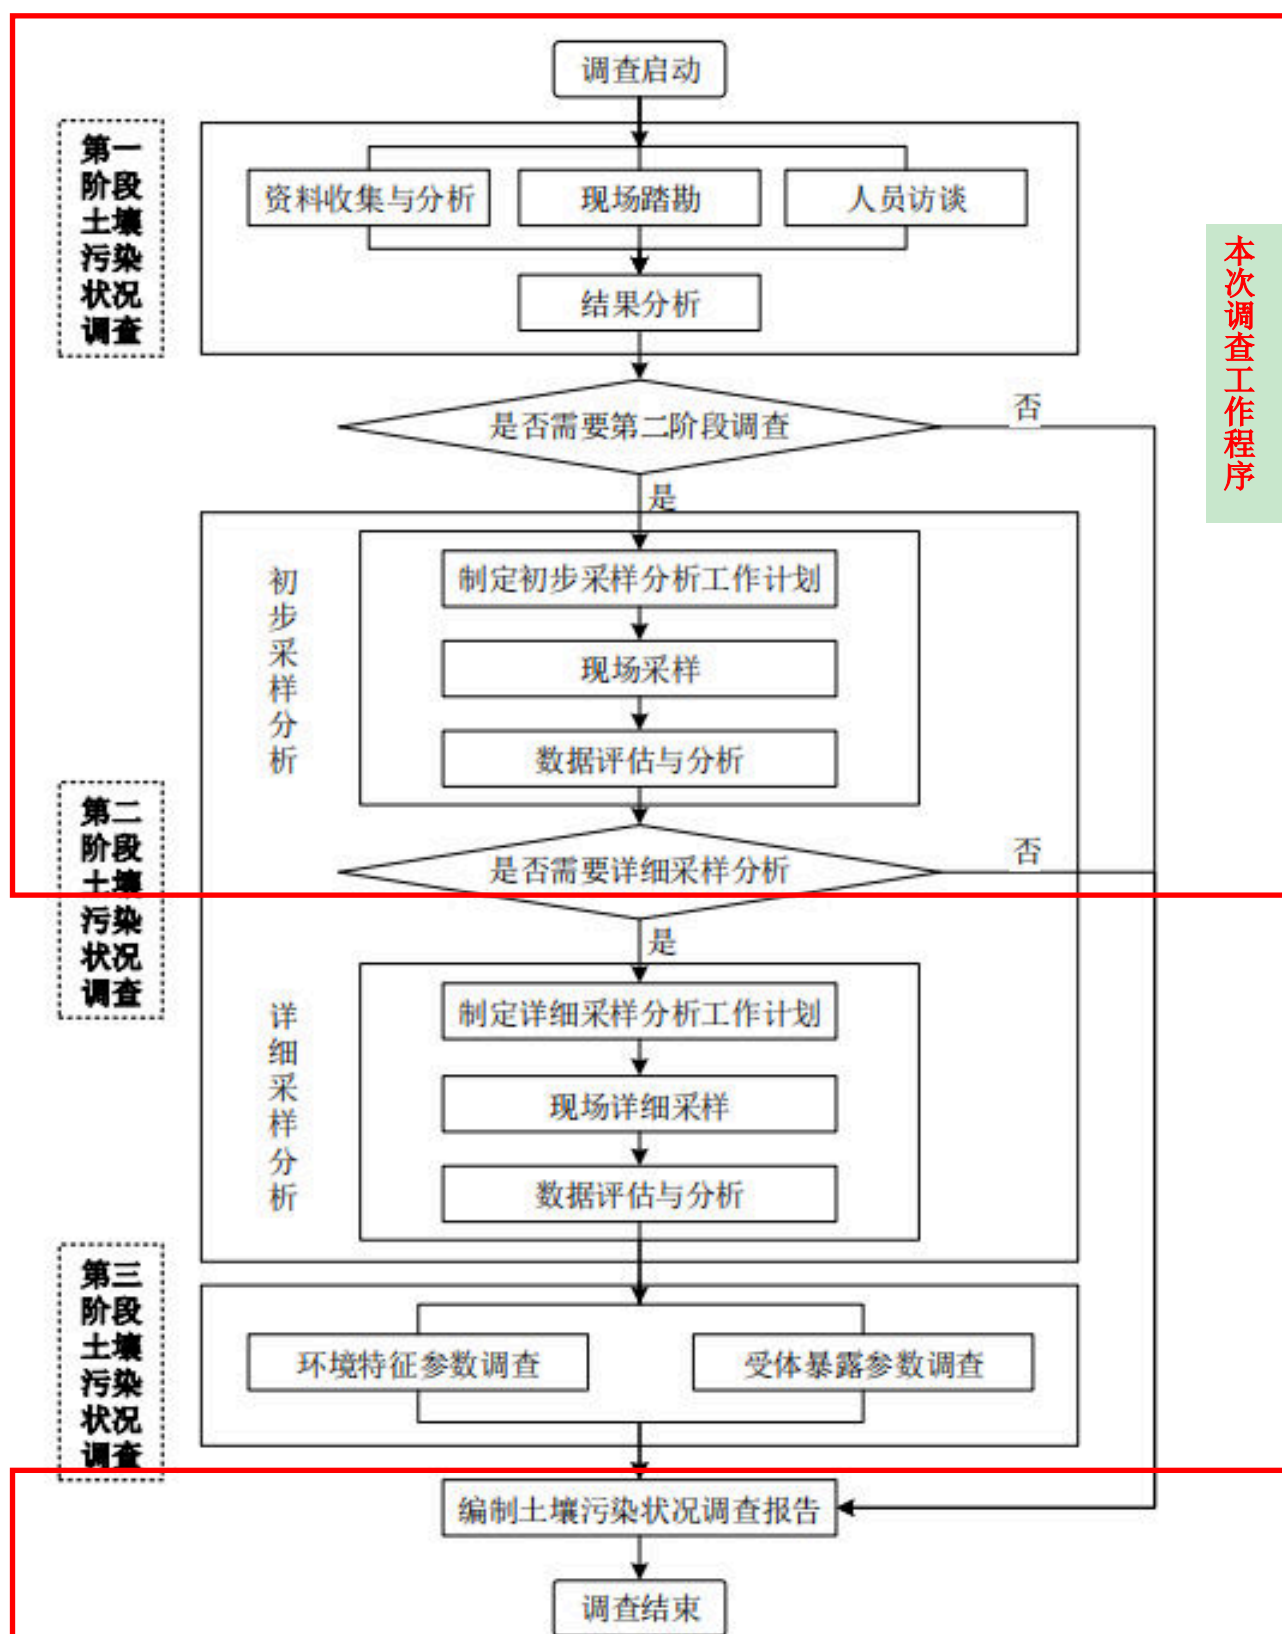 调查启动
第一
阶段
土壤
污染
状况
调查
资料收集与分析
现场踏勘
人员访谈
结果分析
本次调查工作程序
是否需要第二阶段调查
否
是
初步采样分析
制定初步采样分析工作计划
现场采样
数据评估与分析
第二
阶段
土壤
污染
状况
调查
是否需要详细采样分析
否
是
详细采样分析
制定详细采样分析工作计划
现场详细采样
数据评估与分析
第三
阶段
土壤
污染
状况
调查
环境特征参数调查
受体暴露参数调查
编制土壤污染状况调查报告
调查结束